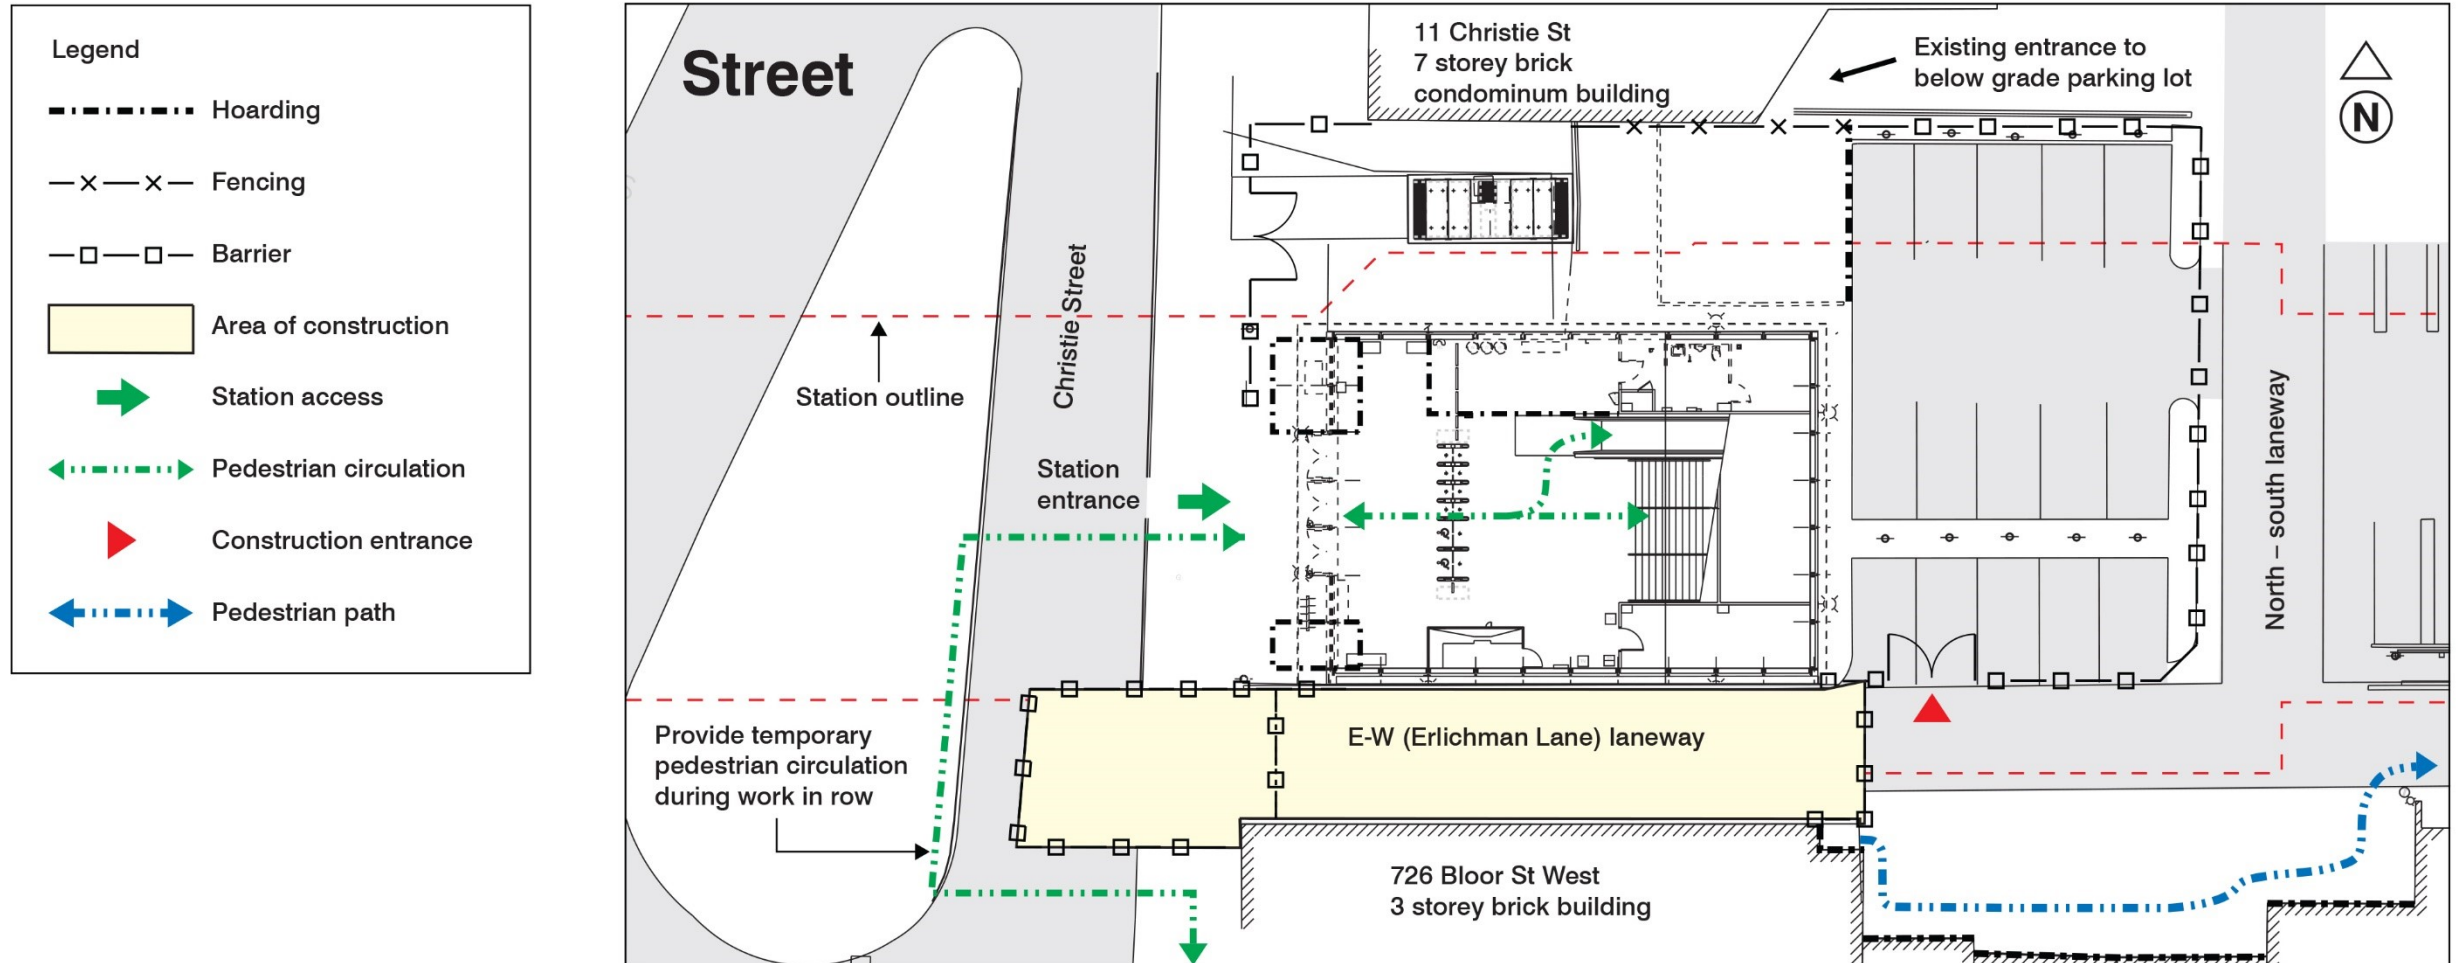 Legend
Hoarding
Fencing
Barrier
Area of construction
Station access
Pedestrian circulation
Construction entrance
Pedestrian path
Street
11 Christie St
7 storey brick
condominum building
Existing entrance to
below grade parking lot
N
Christie Street
Station outline
Station
entrance
North – south laneway
Provide temporary
pedestrian circulation
during work in row
E-W (Erlichman Lane) laneway
726 Bloor St West
3 storey brick building